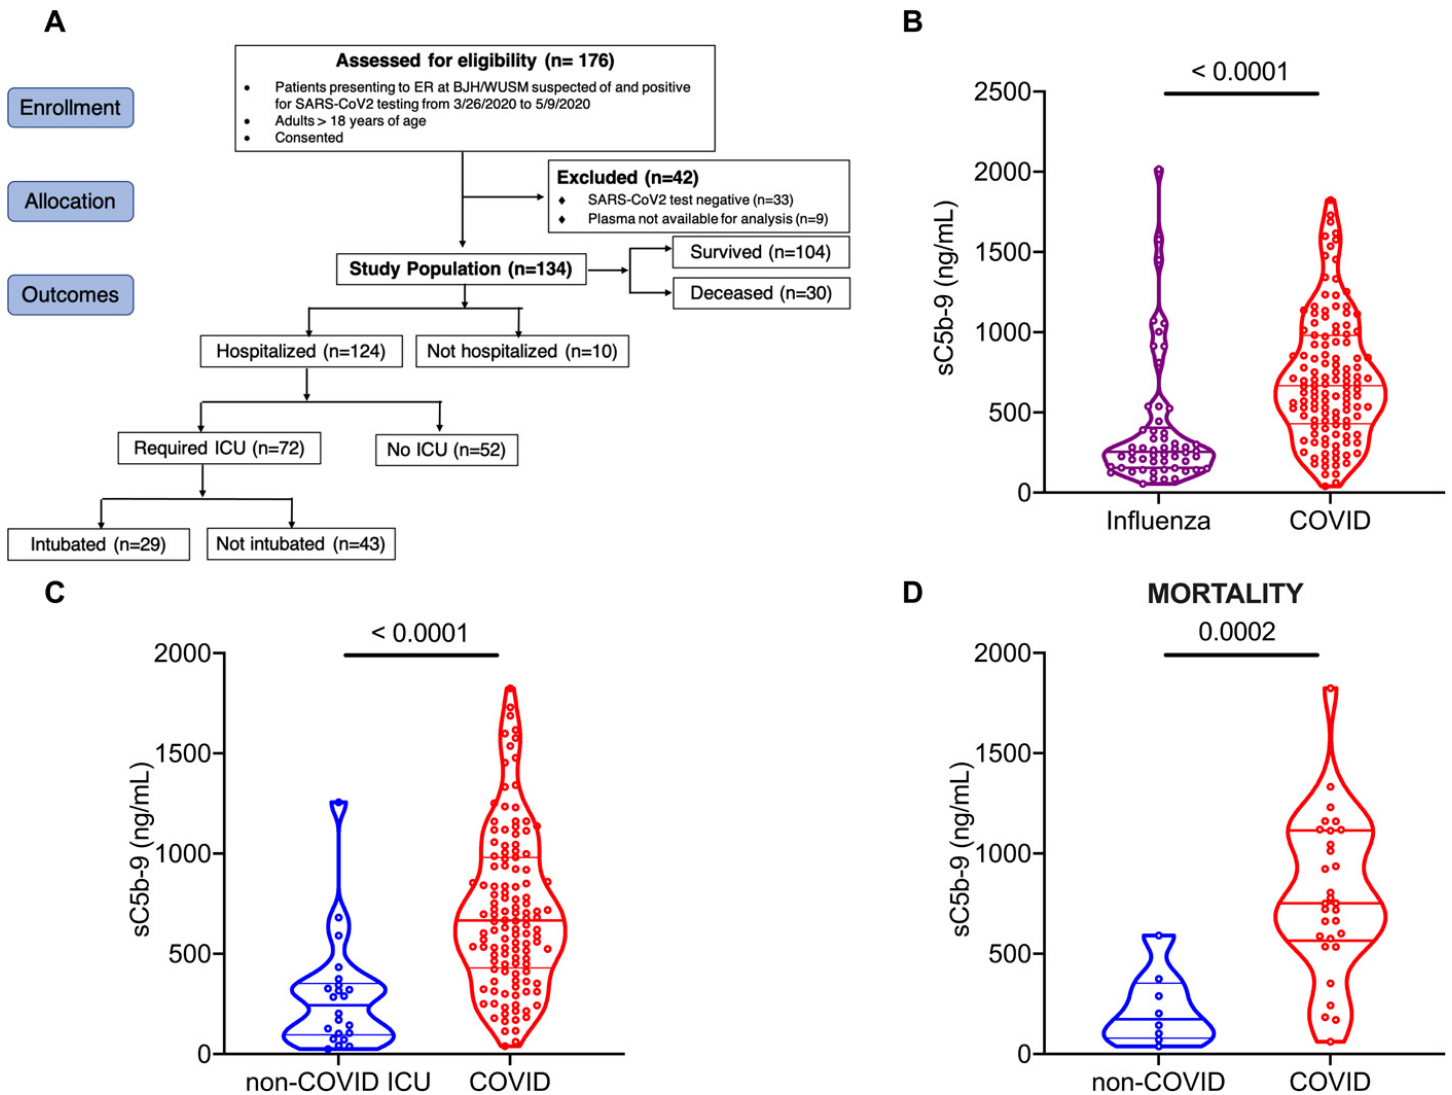 A
Assessed for eligibility (n= 176)
• Patients presenting to ER at BJH/WUSM suspected of and positive
for SARS-CoV2 testing from 3/26/2020 to 5/9/2020
• Adults > 18 years of age
• Consented
Enrollment
Excluded (n=42)
♦ SARS-CoV2 test negative (n=33)
♦ Plasma not available for analysis (n=9)
Allocation
Study Population (n=134)
Survived (n=104)
Deceased (n=30)
Outcomes
Hospitalized (n=124)
Not hospitalized (n=10)
Required ICU (n=72)
No ICU (n=52)
Intubated (n=29)
Not intubated (n=43)
B
< 0.0001
2500
2000
1500
1000
500
0
sC5b-9 (ng/mL)
Influenza
COVID
C
< 0.0001
2000
1500
1000
500
0
sC5b-9 (ng/mL)
non-COVID ICU
COVID
D
MORTALITY
0.0002
2000
1500
1000
500
0
sC5b-9 (ng/mL)
non-COVID
COVID